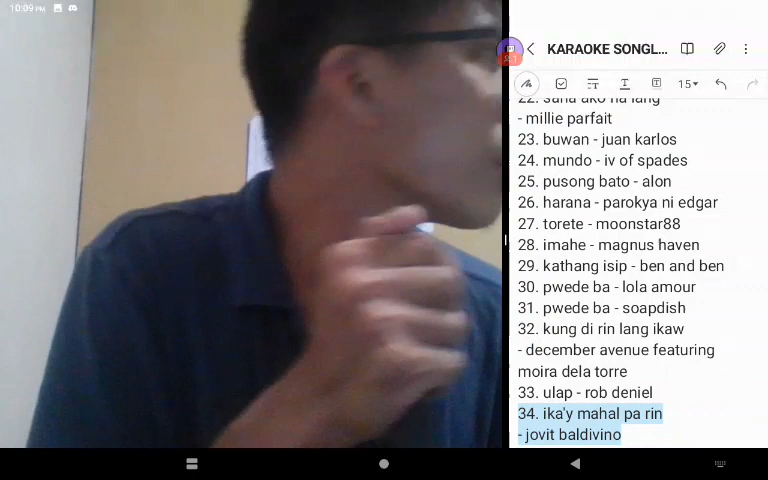 10:09 PM
KARAOKE SONGL...
15
22. sana ako na lang
- millie parfait
23. buwan - juan karlos
24. mundo - iv of spades
25. pusong bato - alon
26. harana - parokya ni edgar
27. torete - moonstar88
28. imahe - magnus haven
29. kathang isip - ben and ben
30. pwede ba - lola amour
31. pwede ba - soapdish
32. kung di rin lang ikaw
- december avenue featuring
moira dela torre
33. ulap - rob deniel
34. ika'y mahal pa rin
- jovit baldivino